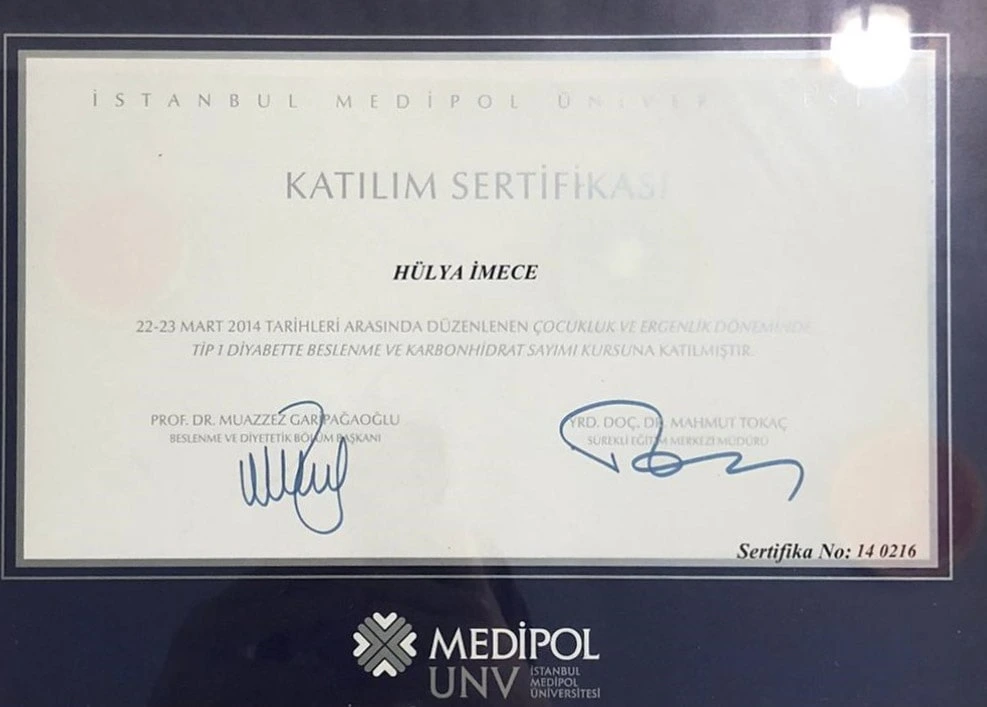 İSTANBUL MEDİPOL ÜNİVERSİTESİ
KATILIM SERTİFİKASI
HÜLYA İMECE
22-23 MART 2014 TARİHLERİ ARASINDA DÜZENLENEN ÇOCUKLUK VE ERGENLİK DÖNEMİNDE
TİP 1 DİYABETTE BESLENME VE KARBONHİDRAT SAYIMI KURSUNA KATILMIŞTIR.
PROF. DR. MUAZZEZ GARİPAĞAOĞLU
BESLENME VE DİYETETİK BÖLÜM BAŞKANI
YRD. DOÇ. DR. MAHMUT TOKAÇ
SÜREKLİ EĞİTİM MERKEZİ MÜDÜRÜ
Sertifika No: 14 0216
MEDİPOL
UNV
İSTANBUL
MEDİPOL
ÜNİVERSİTESİ